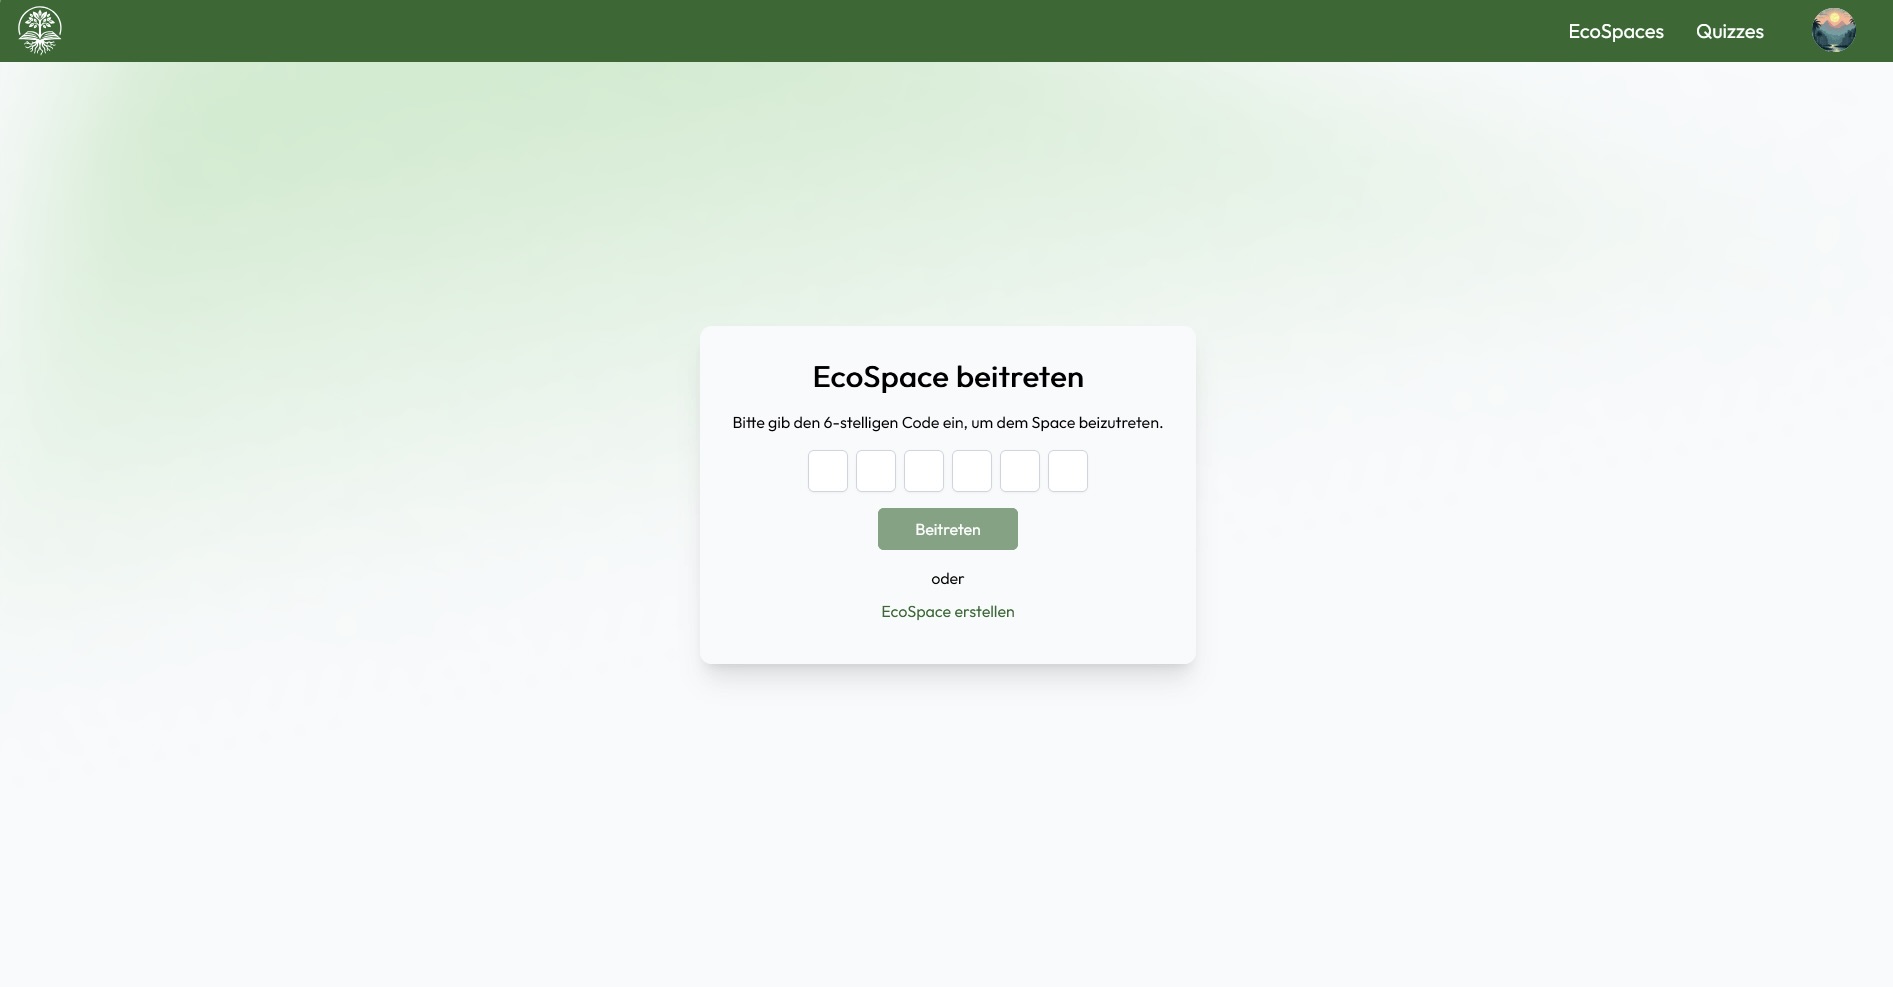 EcoSpaces Quizzes
EcoSpace beitreten
Bitte gib den 6-stelligen Code ein, um dem Space beizutreten.
Beitreten
oder
EcoSpace erstellen